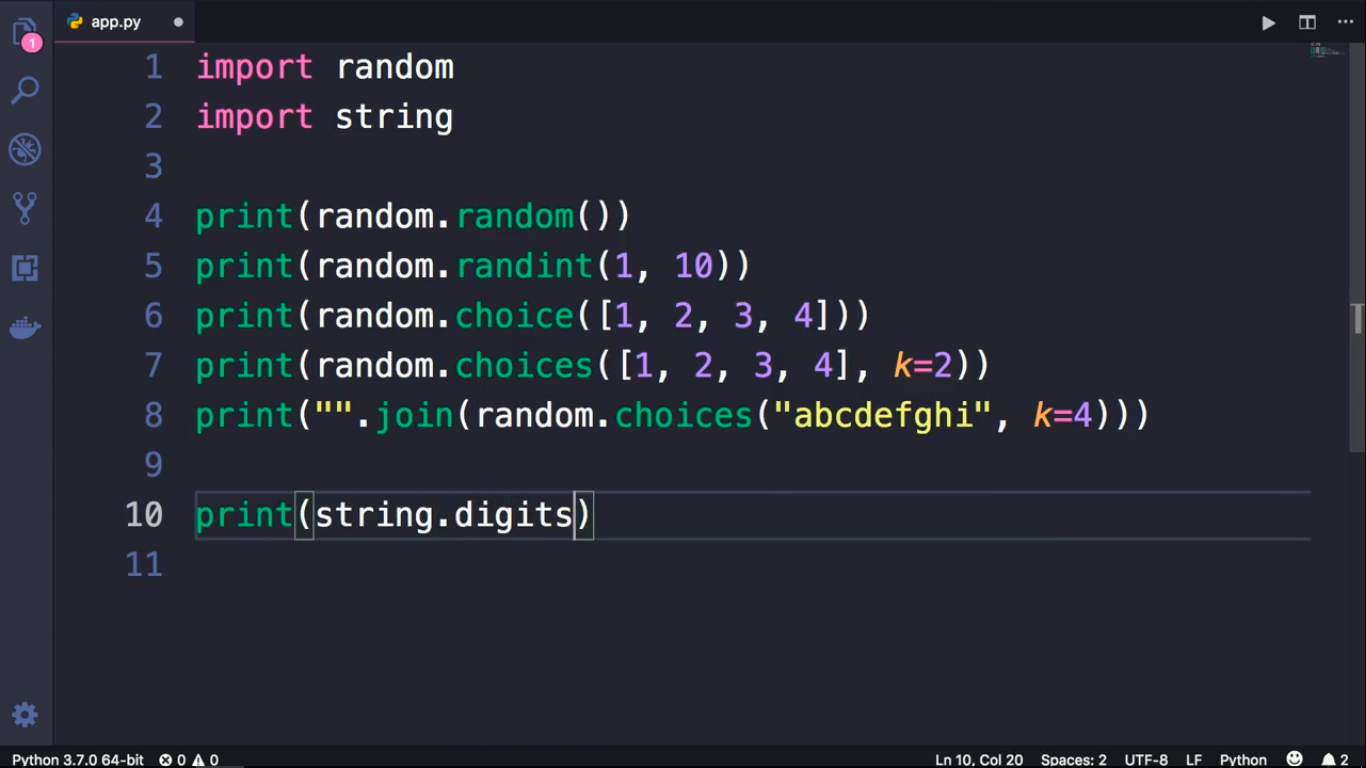 app.py
1
1 import random
2 import string
3
4 print(random.random())
5 print(random.randint(1, 10))
6 print(random.choice([1, 2, 3, 4]))
7 print(random.choices([1, 2, 3, 4], k=2))
8 print("".join(random.choices("abcdefghi", k=4)))
9
10 print(string.digits)
11
Python 3.7.0 64-bit 0 0 Ln 10, Col 20 Spaces: 2 UTF-8 LF Python 2